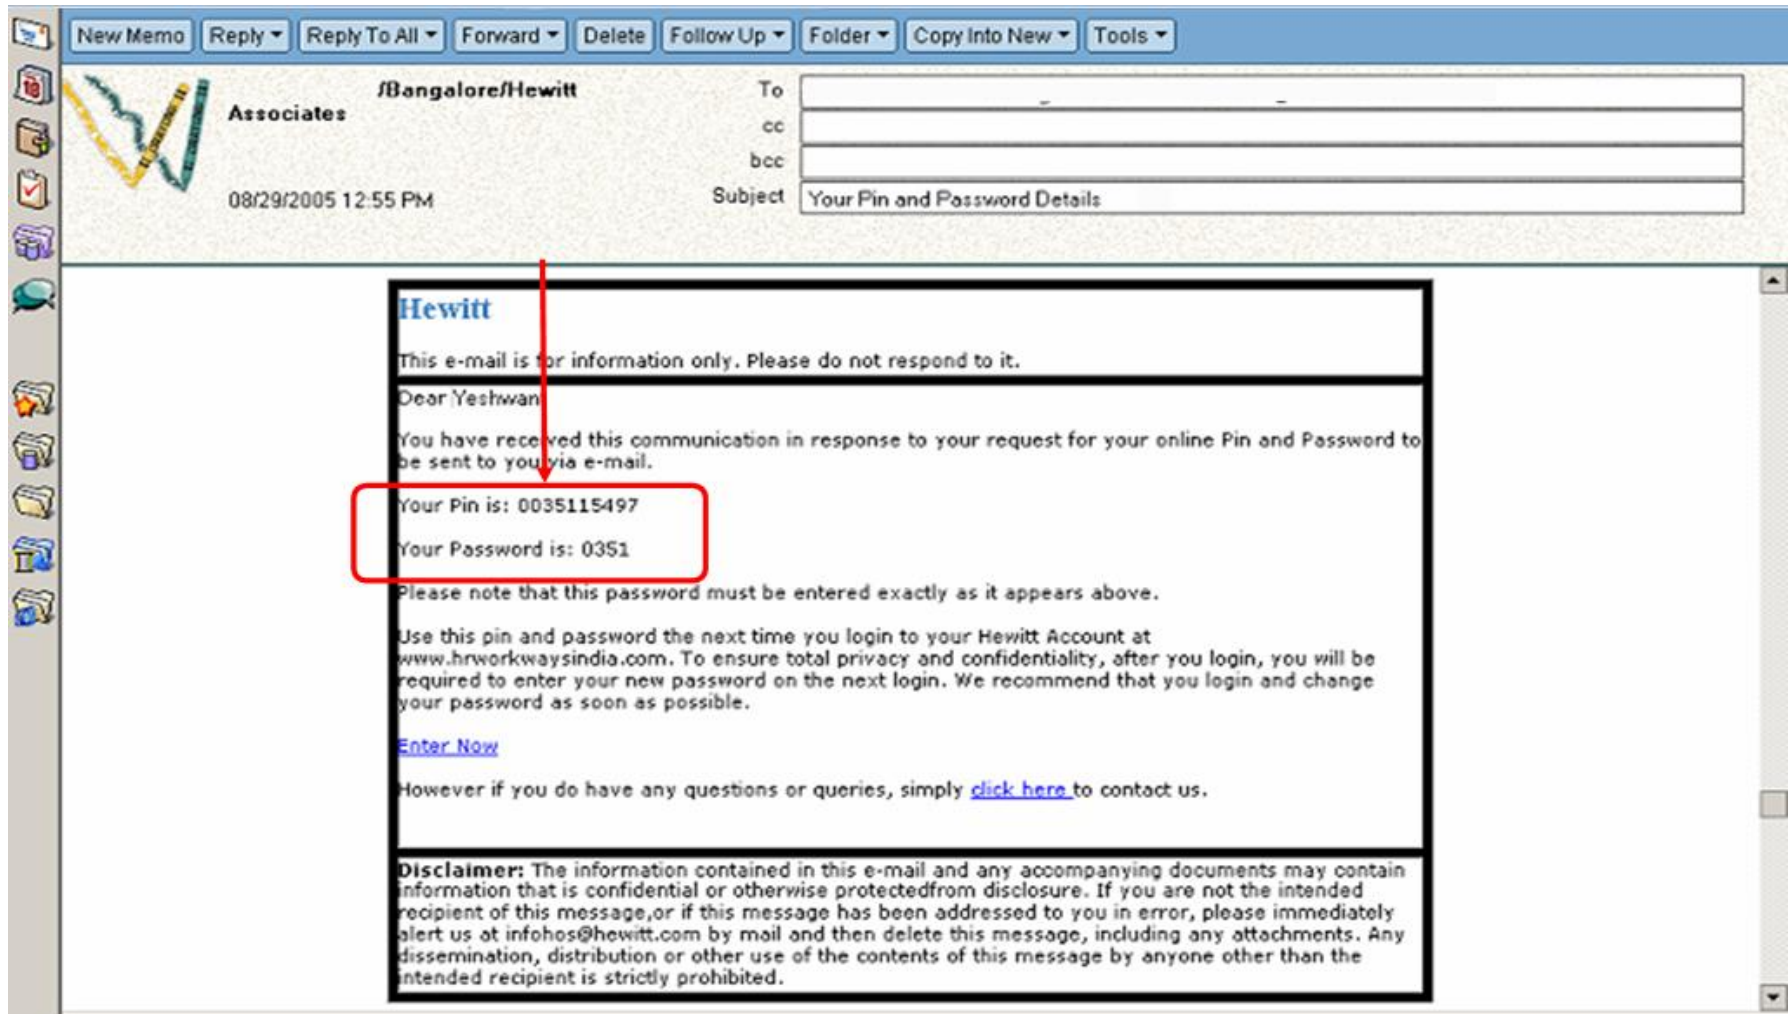 New Memo Reply Reply To All Forward Delete Follow Up Folder Copy Into New Tools
/Bangalore/Hewitt
Associates
08/29/2005 12:55 PM
To
cc
bcc
Subject Your Pin and Password Details
Hewitt
This e-mail is for information only. Please do not respond to it.
Dear Yeshwan
You have received this communication in response to your request for your online Pin and Password to
be sent to you via e-mail.
Your Pin is: 0035115497
Your Password is: 0351
Please note that this password must be entered exactly as it appears above.
Use this pin and password the next time you login to your Hewitt Account at
www.hrworkwaysindia.com. To ensure total privacy and confidentiality, after you login, you will be
required to enter your new password on the next login. We recommend that you login and change
your password as soon as possible.
Enter Now
However if you do have any questions or queries, simply click here to contact us.
Disclaimer: The information contained in this e-mail and any accompanying documents may contain
information that is confidential or otherwise protectedfrom disclosure. If you are not the intended
recipient of this message,or if this message has been addressed to you in error, please immediately
alert us at infohos@hewitt.com by mail and then delete this message, including any attachments. Any
dissemination, distribution or other use of the contents of this message by anyone other than the
intended recipient is strictly prohibited.